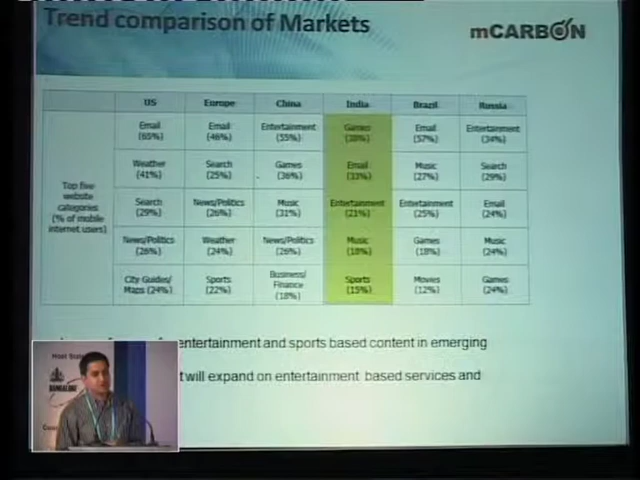 Trend comparison of Markets
mCARBON
US Europe China India Brazil Russia
Top five
website
categories
(% of mobile
internet users)
Email
(65%)
Email
(46%)
Entertainment
(55%)
Games
Email
(57%)
Entertainment
(34%)
Weather
(41%)
Search
(25%)
Games
(36%)
Email
(33%)
Music
(27%)
Search
(29%)
Search
(29%)
News/Politics
(26%)
Music
(31%)
Entertainment
(21%)
Entertainment
(25%)
Email
(24%)
News/Politics
(26%)
Weather
(24%)
News/Politics
(26%)
Music
(18%)
Games
(18%)
Music
(24%)
City Guides/
Maps (24%)
Sports
(22%)
Business/
Finance
(18%)
Sports
(15%)
Movies
(12%)
Games
(24%)
entertainment and sports based content in emerging
will expand on entertainment based services and
Host State
BANGALORE